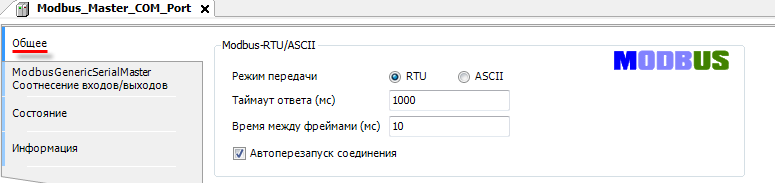 Modbus_Master_COM_Port
Общее
ModbusGenericSerialMaster
Соотнесение входов/выходов
Состояние
Информация
Modbus-RTU/ASCII
MODBUS
Режим передачи RTU ASCII
Таймаут ответа (мс) 1000
Время между фреймами (мс) 10
Автоперезапуск соединения